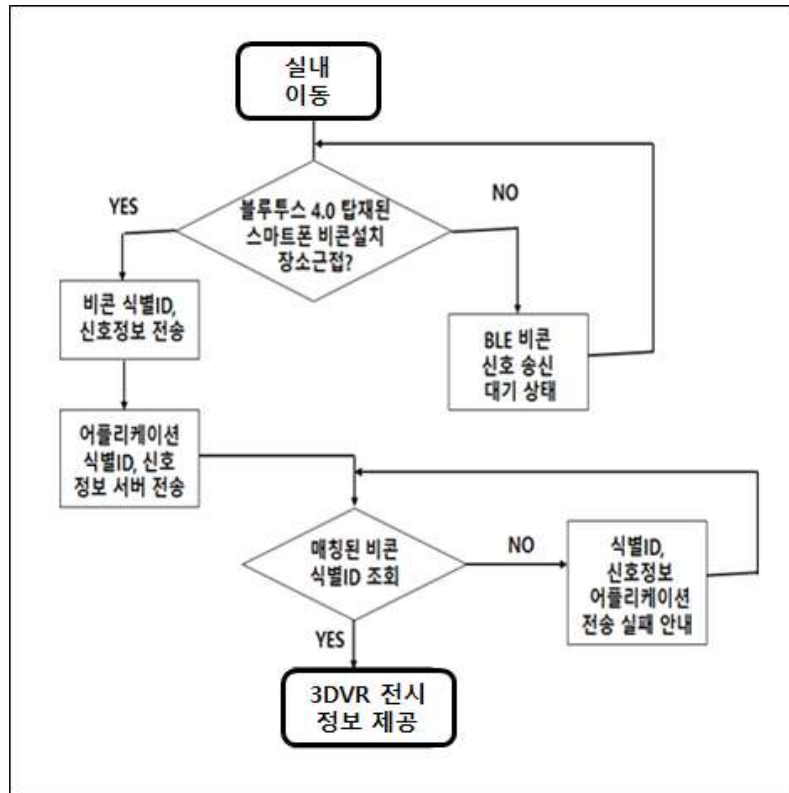 실내
이동
YES
NO
블루투스 4.0 탑재된
스마트폰 비콘설치
장소근접?
비콘 식별ID,
신호정보 전송
BLE 비콘
신호 송신
대기 상태
어플리케이션
식별ID, 신호
정보 서버 전송
매칭된 비콘
식별ID 조회
NO
식별ID,
신호정보
어플리케이션
전송 실패 안내
YES
3DVR 전시
정보 제공